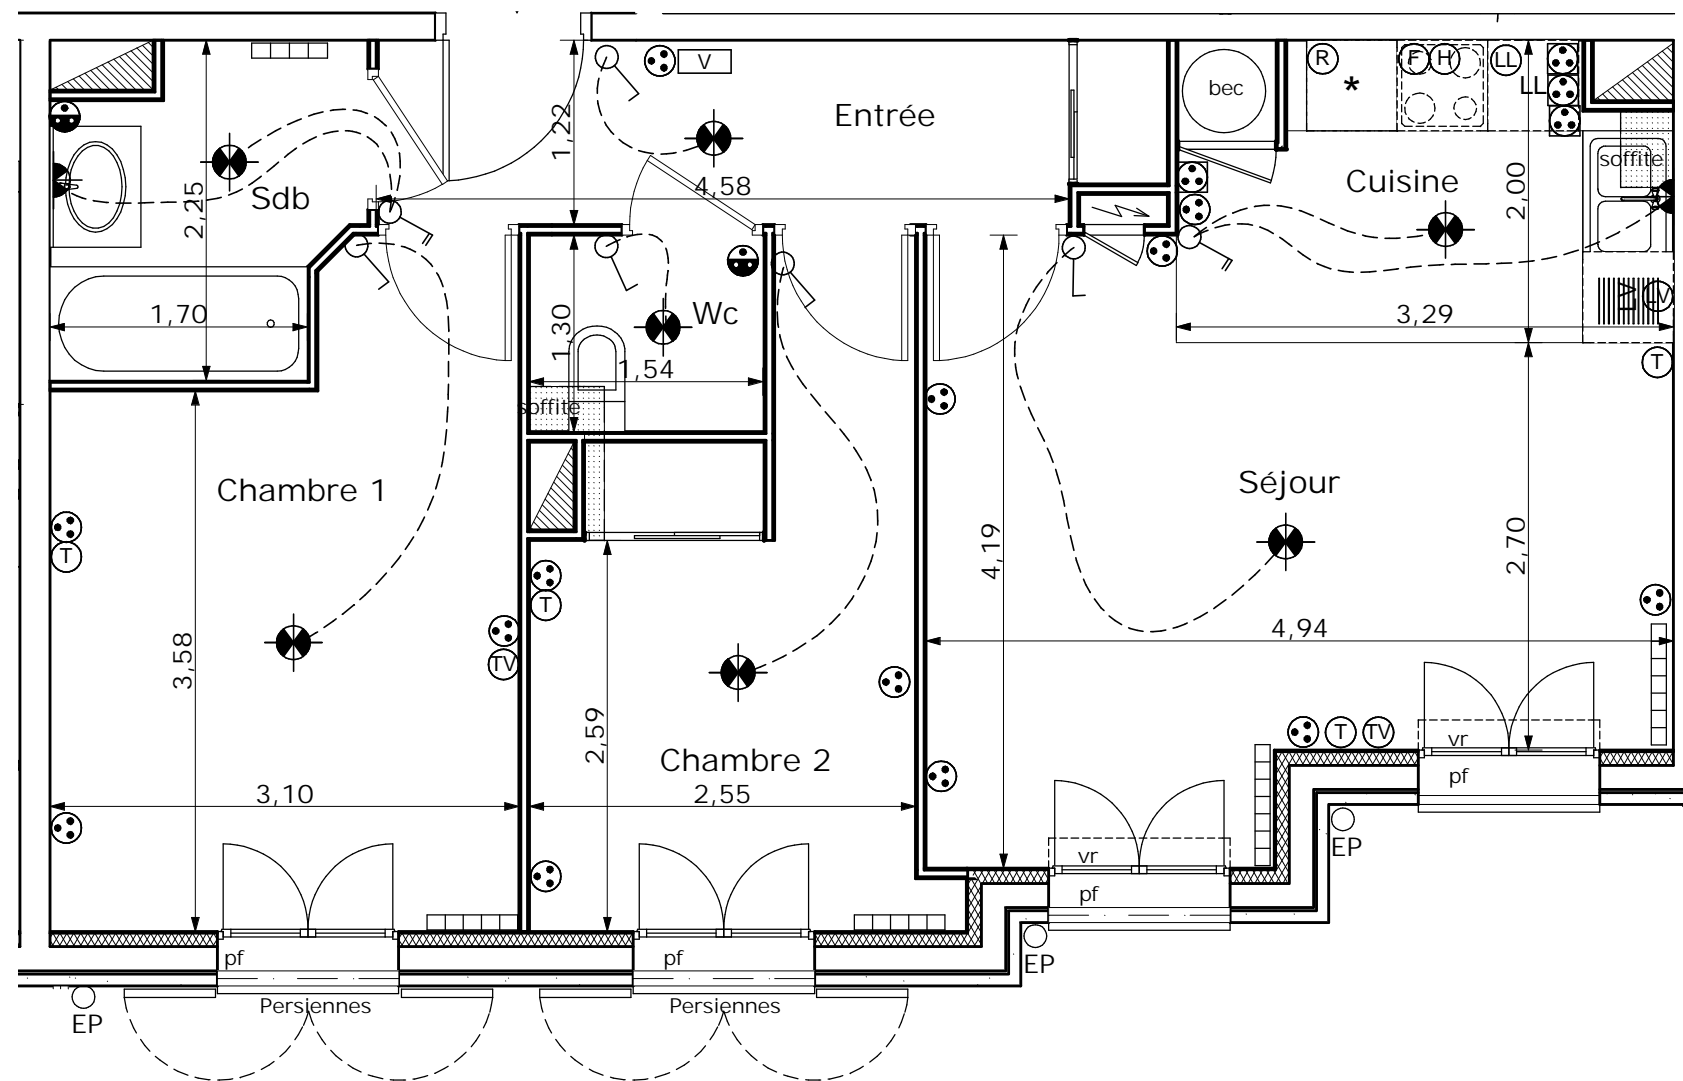 V
R
F
H
LL
*
LL
bec
Entrée
1,22
soffite
Cuisine
2,00
4,58
Sdb
2,25
1,70
1,30
Wc
3,29
LV
LV
1,54
T
soffite
Chambre 1
Séjour
4,19
2,70
T
T
4,94
3,58
TV
2,59
Chambre 2
T
TV
vr
pf
3,10
2,55
EP
vr
pf
pf
pf
EP
Persiennes
Persiennes
EP